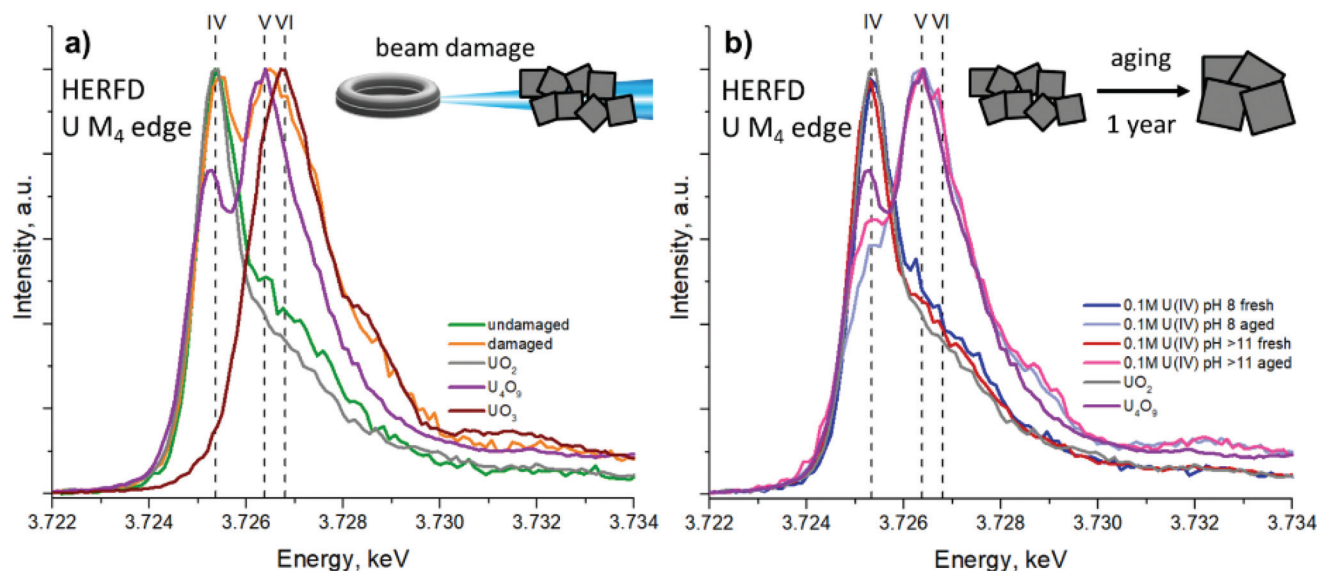 IV V VI
a)
beam damage
HERFD
U M₄ edge
Intensity, a.u.
undamaged
damaged
UO₂
U₄O₉
UO₃
3.722 3.724 3.726 3.728 3.730 3.732 3.734
Energy, keV
IV V VI
b)
aging
1 year
HERFD
U M₄ edge
Intensity, a.u.
0.1M U(IV) pH 8 fresh
0.1M U(IV) pH 8 aged
0.1M U(IV) pH >11 fresh
0.1M U(IV) pH >11 aged
UO₂
U₄O₉
3.722 3.724 3.726 3.728 3.730 3.732 3.734
Energy, keV